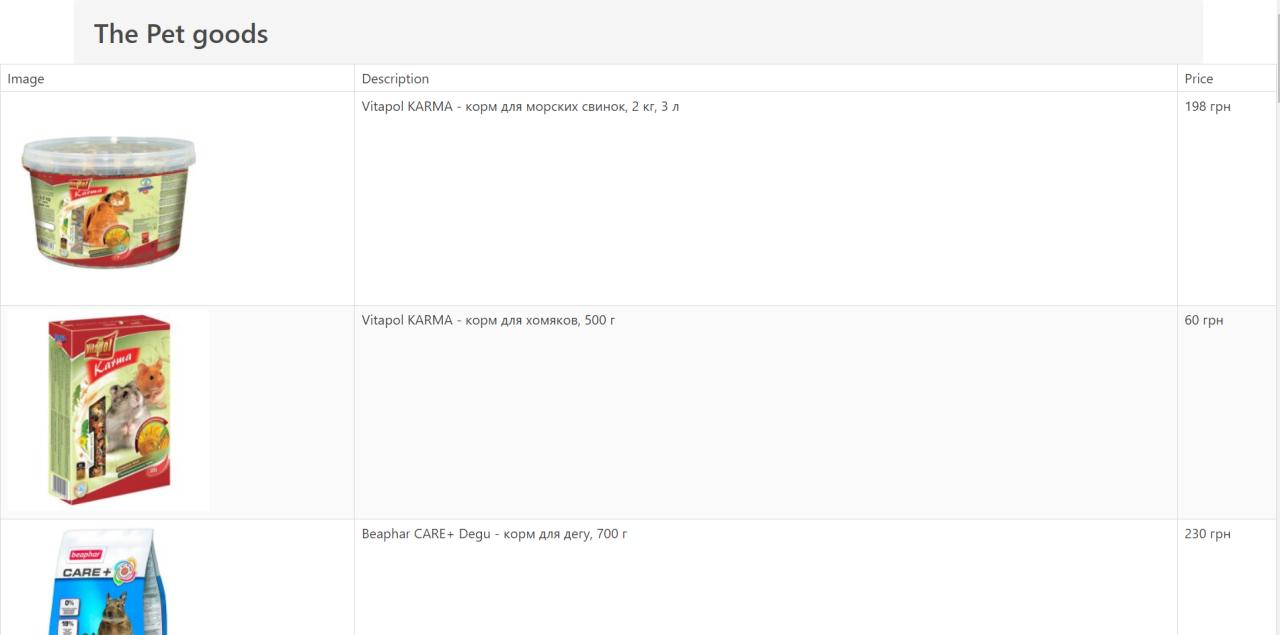 The Pet goods
Image Description Price
Vitapol KARMA - корм для морских свинок, 2 кг, 3 л 198 грн
Vitapol
Karma
Vitapol KARMA - корм для хомяков, 500 г 60 грн
Vitapol
Karma
Beaphar CARE+ Degu - корм для дегу, 700 г 230 грн
beaphar
CARE+
0%
18%